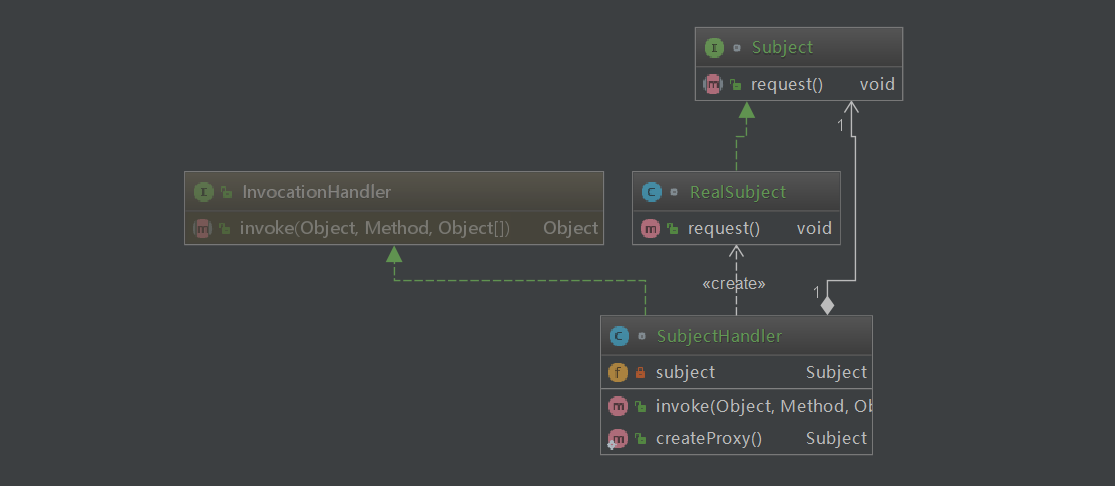 I Subject
m request() void
1
I InvocationHandler
m invoke(Object, Method, Object[]) Object
C RealSubject
m request() void
«create»
1
C SubjectHandler
f subject Subject
m invoke(Object, Method, Ob
m createProxy() Subject